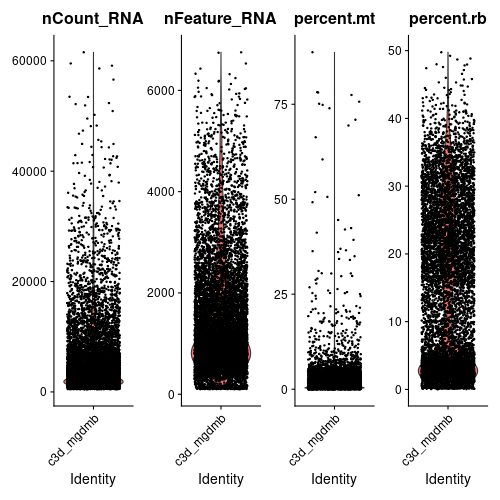 nCount_RNA
60000
40000
20000
0
c3d_mgdmb
Identity
nFeature_RNA
6000
4000
2000
0
c3d_mgdmb
Identity
percent.mt
75
50
25
0
c3d_mgdmb
Identity
percent.rb
50
40
30
20
10
0
c3d_mgdmb
Identity